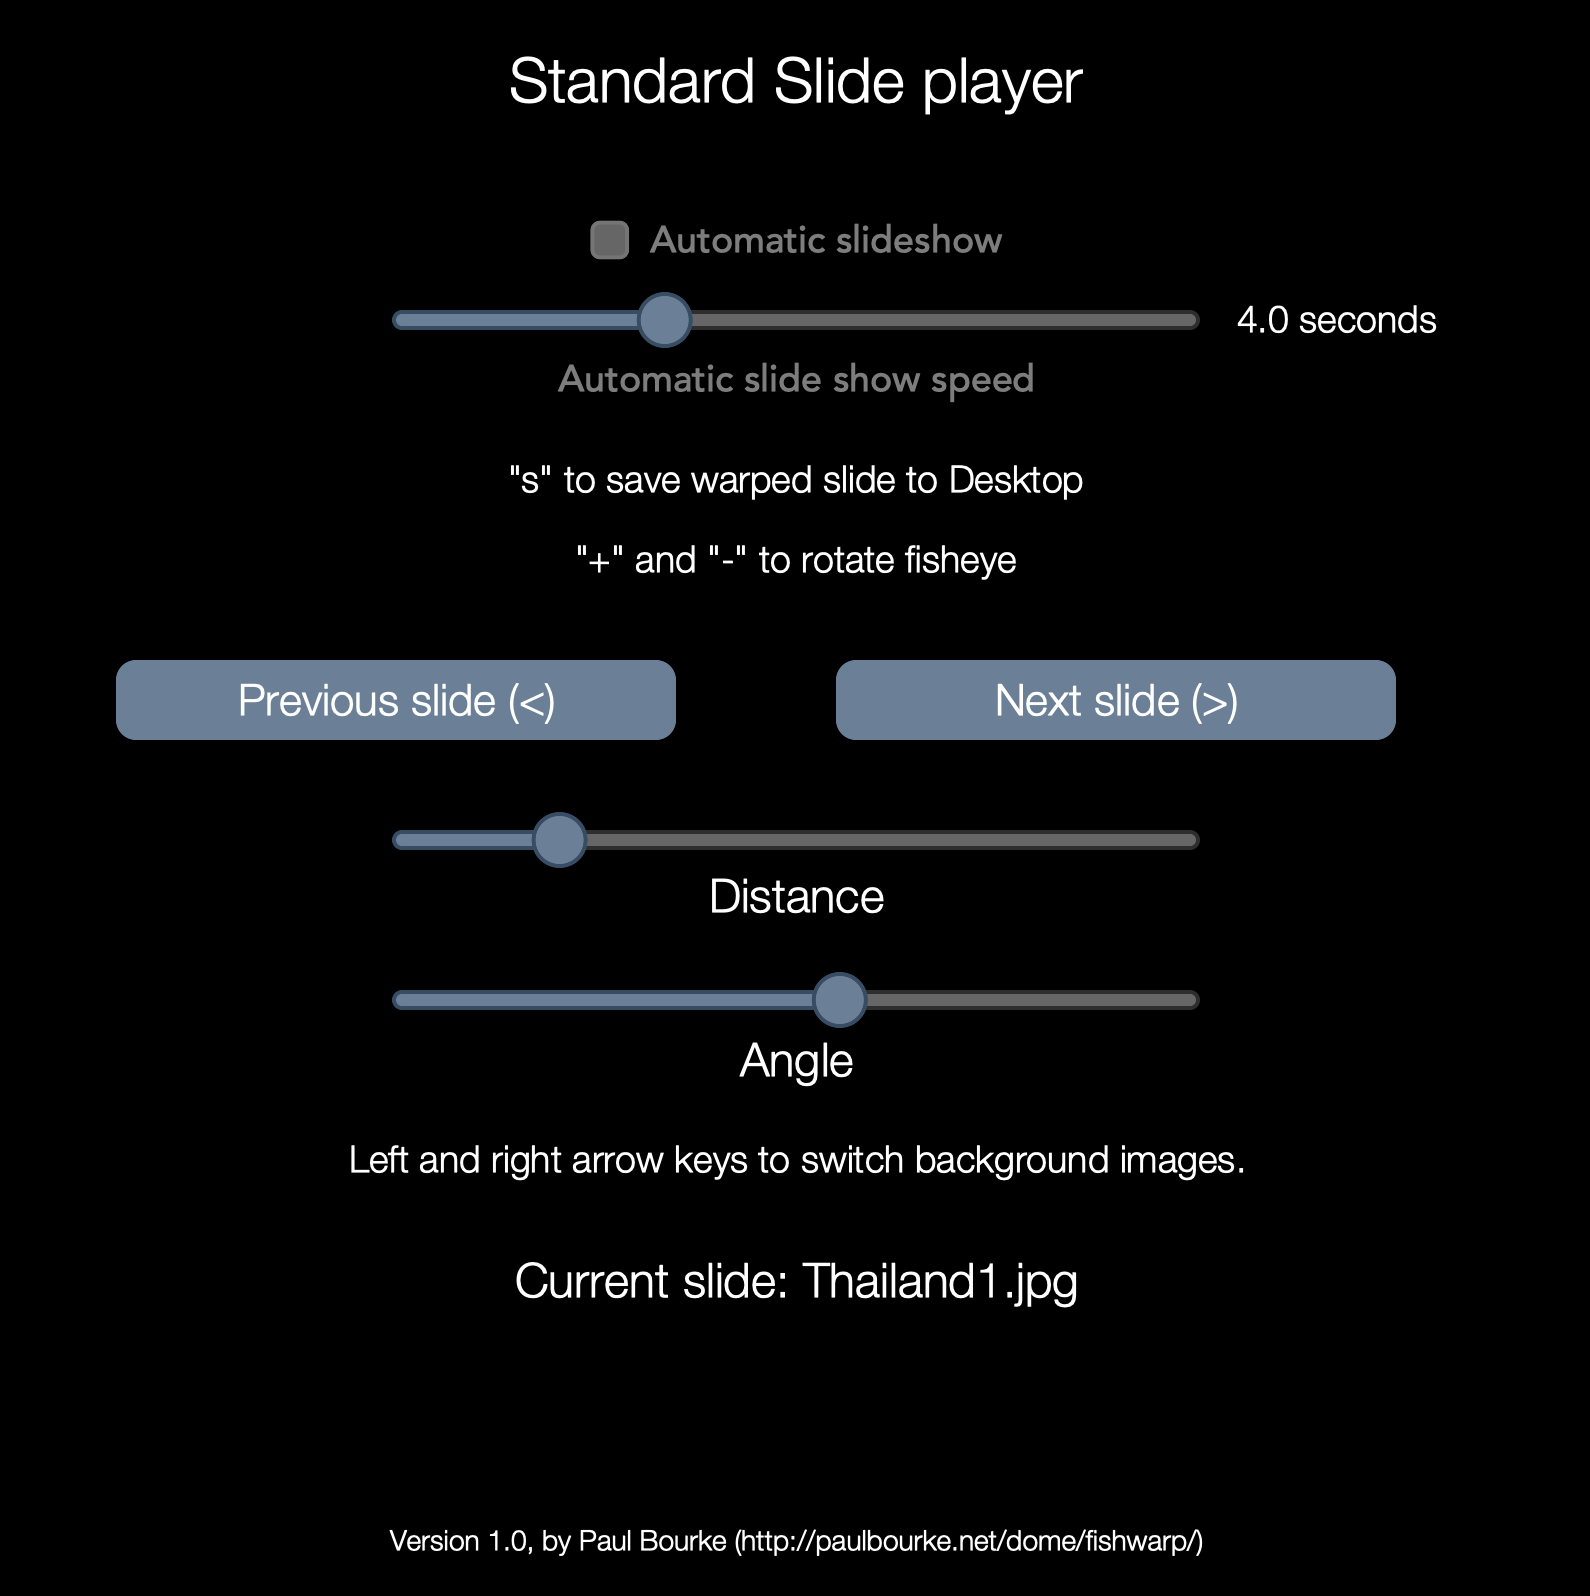 Standard Slide player
Automatic slideshow
4.0 seconds
Automatic slide show speed
"s" to save warped slide to Desktop
"+" and "-" to rotate fisheye
Previous slide (<)
Next slide (>)
Distance
Angle
Left and right arrow keys to switch background images.
Current slide: Thailand1.jpg
Version 1.0, by Paul Bourke (http://paulbourke.net/dome/fishwarp/)